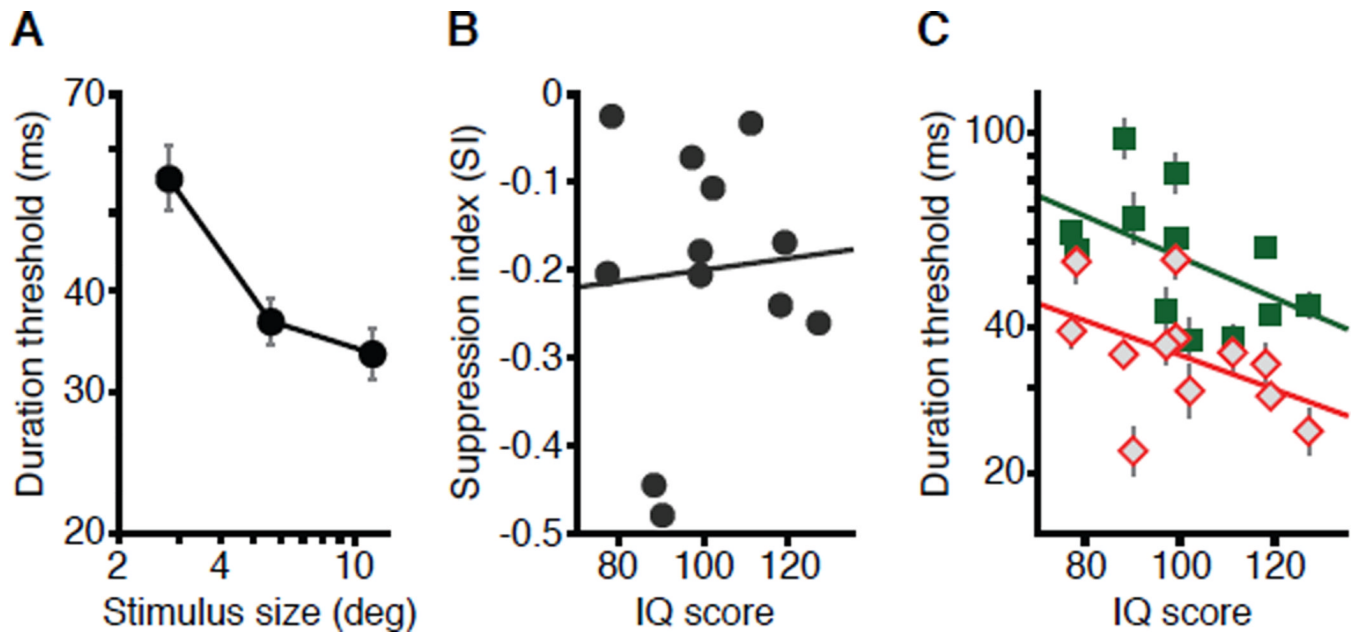 A
Duration threshold (ms)
70
40
30
20
2
4
10
Stimulus size (deg)
B
Suppression index (SI)
0
-0.1
-0.2
-0.3
-0.4
-0.5
80
100
120
IQ score
C
Duration threshold (ms)
100
40
20
80
100
120
IQ score